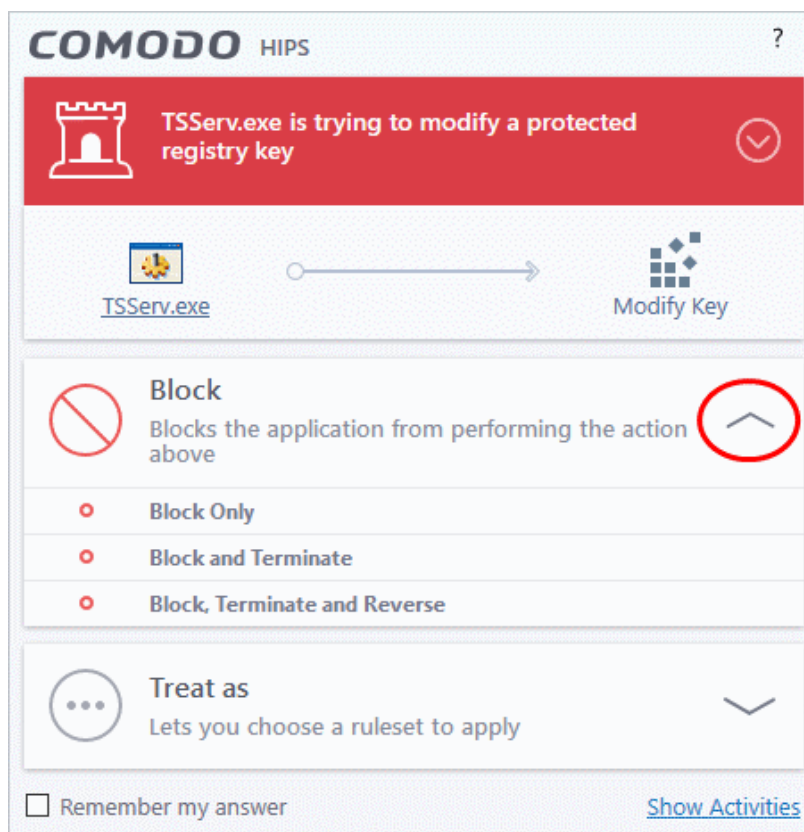 COMODO HIPS ?
TSServ.exe is trying to modify a protected
registry key
TSServ.exe
Modify Key
Block
Blocks the application from performing the action
above
Block Only
Block and Terminate
Block, Terminate and Reverse
Treat as
Lets you choose a ruleset to apply
Remember my answer
Show Activities